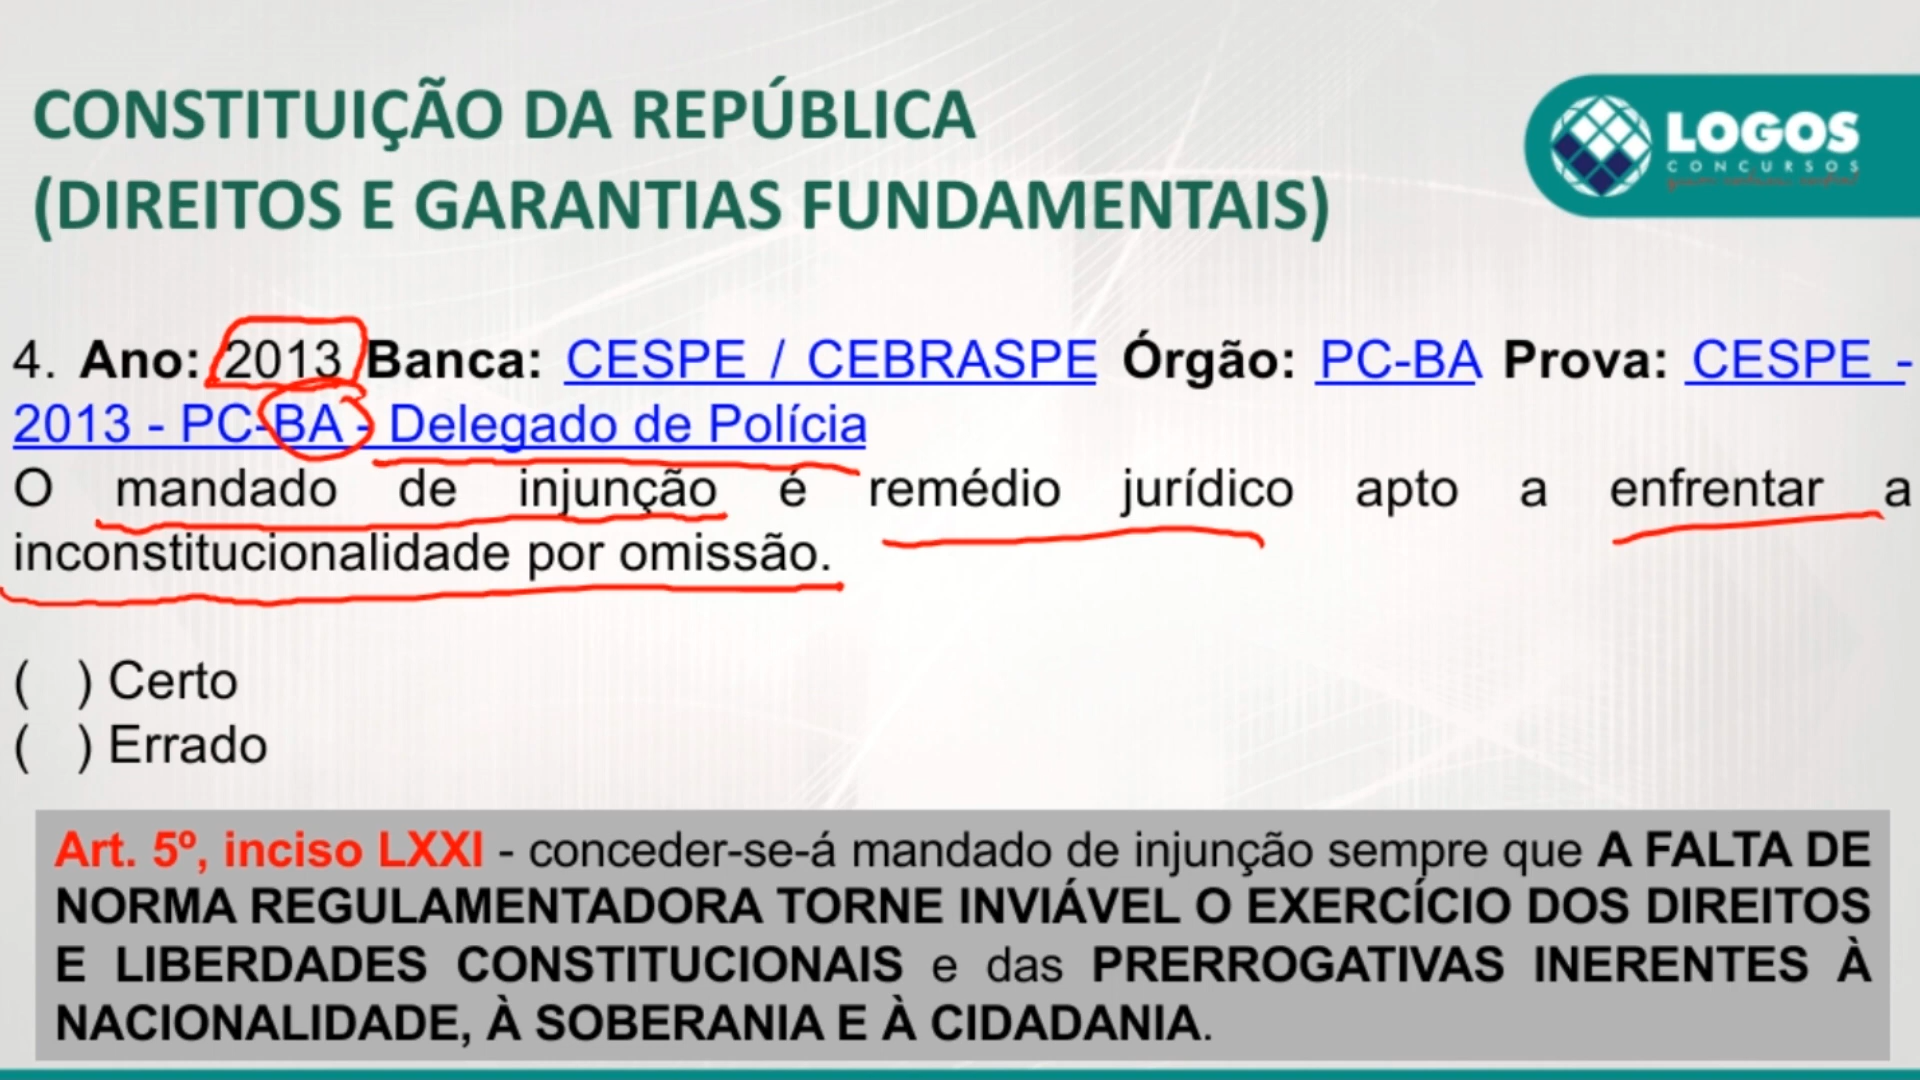 CONSTITUIÇÃO DA REPÚBLICA
(DIREITOS E GARANTIAS FUNDAMENTAIS)
LOGOS
CONCURSOS
4. Ano: 2013 Banca: CESPE / CEBRASPE Órgão: PC-BA Prova: CESPE -
2013 - PC-BA - Delegado de Polícia
O mandado de injunção é remédio jurídico apto a enfrentar a
inconstitucionalidade por omissão.
( ) Certo
( ) Errado
Art. 5º, inciso LXXI - conceder-se-á mandado de injunção sempre que A FALTA DE
NORMA REGULAMENTADORA TORNE INVIÁVEL O EXERCÍCIO DOS DIREITOS
E LIBERDADES CONSTITUCIONAIS e das PRERROGATIVAS INERENTES À
NACIONALIDADE, À SOBERANIA E À CIDADANIA.